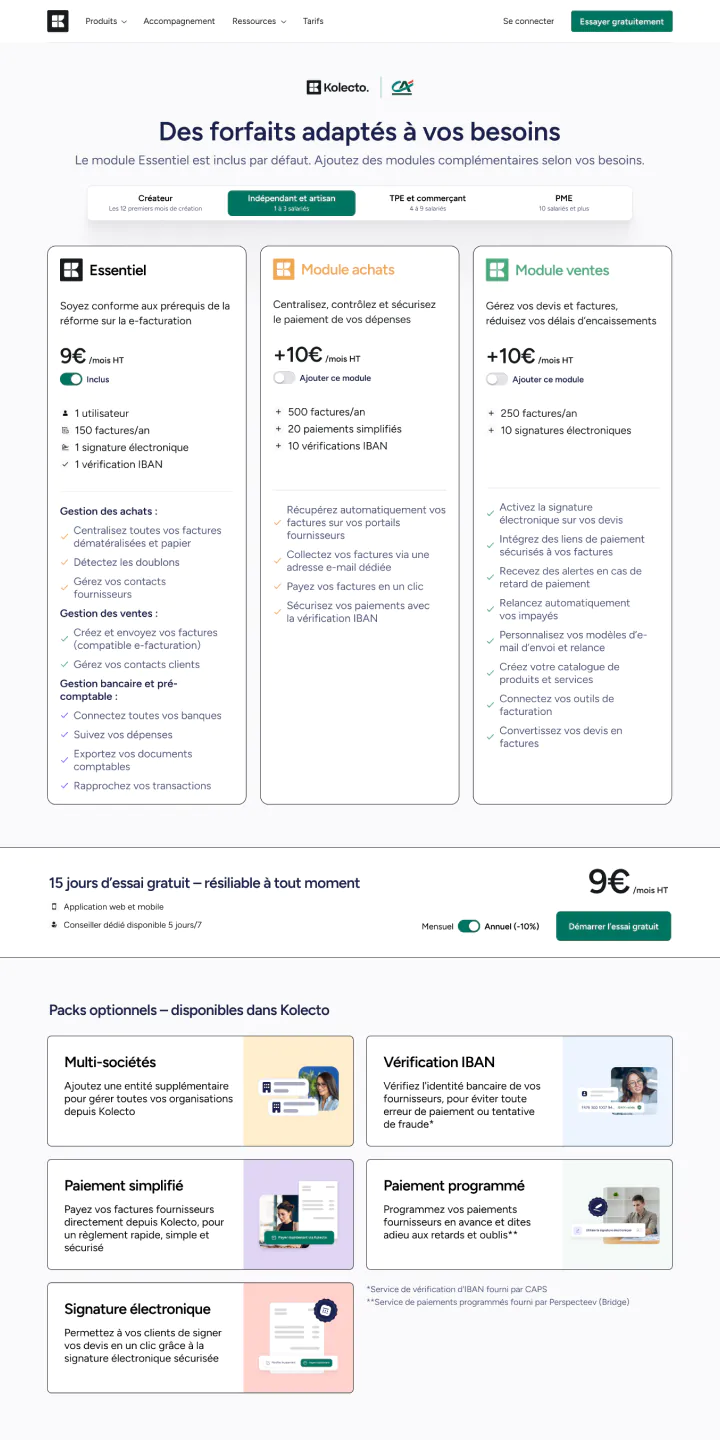 Produits
Accompagnement
Ressources
Tarifs
Se connecter
Essayer gratuitement
Kolecto.
CA
Des forfaits adaptés à vos besoins
Le module Essentiel est inclus par défaut. Ajoutez des modules complémentaires selon vos besoins.
Créateur
Les 12 premiers mois de création
Indépendant et artisan
1 à 3 salariés
TPE et commerçant
4 à 9 salariés
PME
10 salariés et plus
Essentiel
Soyez conforme aux prérequis de la
réforme sur la e-facturation
9€ /mois HT
Inclus
1 utilisateur
150 factures/an
1 signature électronique
1 vérification IBAN
Gestion des achats :
Centralisez toutes vos factures
dématérialisées et papier
Détectez les doublons
Gérez vos contacts
fournisseurs
Gestion des ventes :
Créez et envoyez vos factures
(compatible e-facturation)
Gérez vos contacts clients
Gestion bancaire et pré-
comptable :
Connectez toutes vos banques
Suivez vos dépenses
Exportez vos documents
comptables
Rapprochez vos transactions
Module achats
Centralisez, contrôlez et sécurisez
le paiement de vos dépenses
+10€ /mois HT
Ajouter ce module
+ 500 factures/an
+ 20 paiements simplifiés
+ 10 vérifications IBAN
Récupérez automatiquement vos
factures sur vos portails
fournisseurs
Collectez vos factures via une
adresse e-mail dédiée
Payez vos factures en un clic
Sécurisez vos paiements avec
la vérification IBAN
Module ventes
Gérez vos devis et factures,
réduisez vos délais d'encaissements
+10€ /mois HT
Ajouter ce module
+ 250 factures/an
+ 10 signatures électroniques
Activez la signature
électronique sur vos devis
Intégrez des liens de paiement
sécurisés à vos factures
Recevez des alertes en cas de
retard de paiement
Relancez automatiquement
vos impayés
Personnalisez vos modèles d'e-
mail d'envoi et relance
Créez votre catalogue de
produits et services
Connectez vos outils de
facturation
Convertissez vos devis en
factures
15 jours d'essai gratuit – résiliable à tout moment
Application web et mobile
Conseiller dédié disponible 5 jours/7
9€ /mois HT
Mensuel
Annuel (-10%)
Démarrer l'essai gratuit
Packs optionnels – disponibles dans Kolecto
Multi-sociétés
Ajoutez une entité supplémentaire
pour gérer toutes vos organisations
depuis Kolecto
Vérification IBAN
Vérifiez l'identité bancaire de vos
fournisseurs, pour éviter toute
erreur de paiement ou tentative
de fraude*
Paiement simplifié
Payez vos factures fournisseurs
directement depuis Kolecto, pour
un règlement rapide, simple et
sécurisé
Paiement programmé
Programmez vos paiements
fournisseurs en avance et dites
adieu aux retards et oublis**
Signature électronique
Permettez à vos clients de signer
vos devis en un clic grâce à la
signature électronique sécurisée
*Service de vérification d'IBAN fourni par CAPS
**Service de paiements programmés fourni par Perspecteev (Bridge)